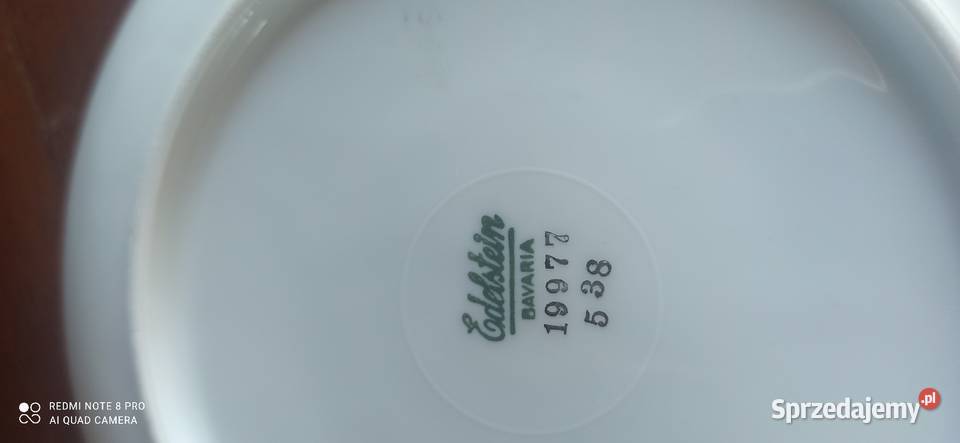 Edelstein
BAVARIA
19977
538
REDMI NOTE 8 PRO
AI QUAD CAMERA
Sprzedajemy.pl